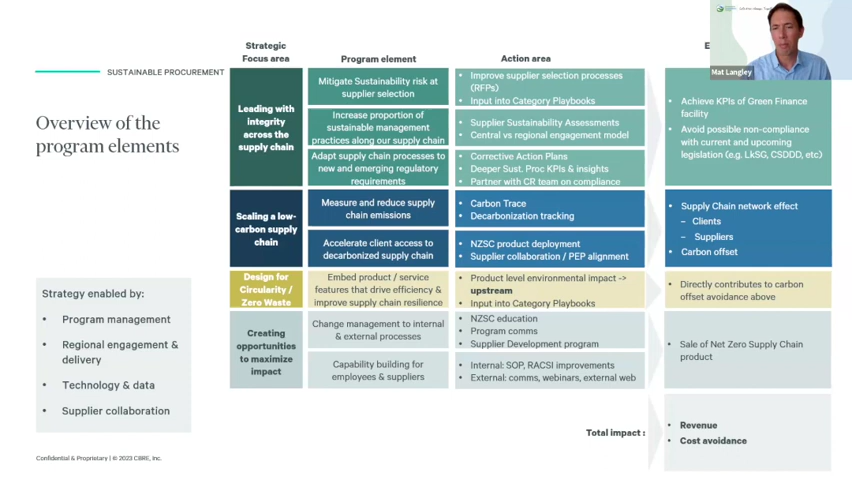 SUSTAINABLE PROCUREMENT
Overview of the
program elements
Strategy enabled by:
• Program management
• Regional engagement &
delivery
• Technology & data
• Supplier collaboration
Confidential & Proprietary | © 2023 CBRE, Inc.
Strategic
Focus area
Program element
Action area
E
Mat Langley
Leading with
integrity
across the
supply chain
Mitigate Sustainability risk at
supplier selection
• Improve supplier selection processes
(RFPs)
• Input into Category Playbooks
Increase proportion of
sustainable management
practices along our supply chain
• Supplier Sustainability Assessments
• Central vs regional engagement model
Adapt supply chain processes to
new and emerging regulatory
requirements
• Corrective Action Plans
• Deeper Sust. Proc KPIs & insights
• Partner with CR team on compliance
• Achieve KPIs of Green Finance
facility
• Avoid possible non-compliance
with current and upcoming
legislation (e.g. LkSG, CSDDD, etc)
Scaling a low-
carbon supply
chain
Measure and reduce supply
chain emissions
• Carbon Trace
• Decarbonization tracking
Accelerate client access to
decarbonized supply chain
• NZSC product deployment
• Supplier collaboration / PEP alignment
• Supply Chain network effect
– Clients
– Suppliers
• Carbon offset
Design for
Circularity /
Zero Waste
Embed product / service
features that drive efficiency &
improve supply chain resilience
• Product level environmental impact ->
upstream
• Input into Category Playbooks
• Directly contributes to carbon
offset avoidance above
Creating
opportunities
to maximize
impact
Change management to internal
& external processes
• NZSC education
• Program comms
• Supplier Development program
Capability building for
employees & suppliers
• Internal: SOP, RACSI improvements
• External: comms, webinars, external web
• Sale of Net Zero Supply Chain
product
Total impact :
• Revenue
• Cost avoidance